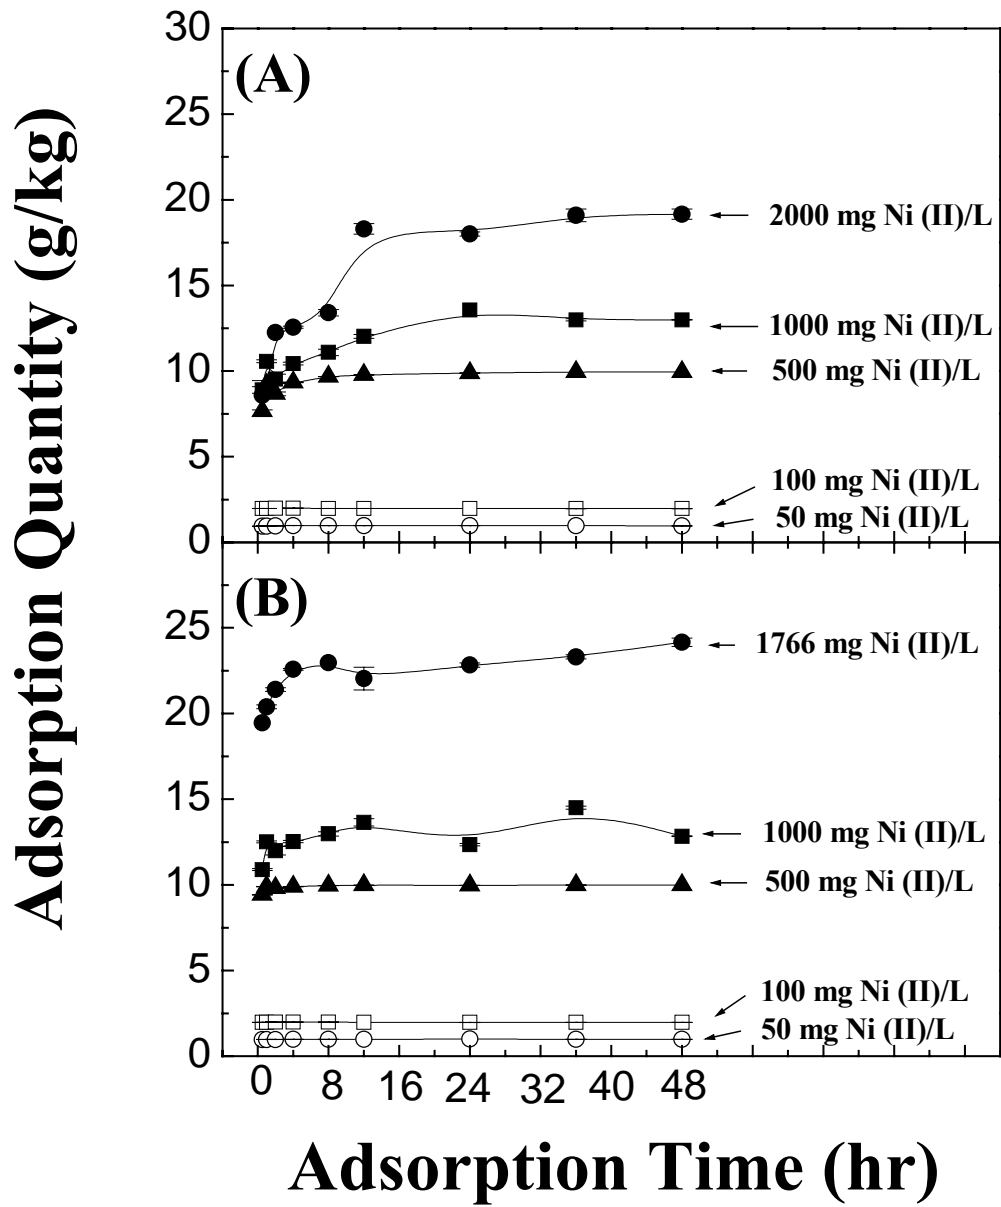 Adsorption Quantity (g/kg)
30
(A)
25
20
2000 mg Ni (II)/L
15
1000 mg Ni (II)/L
10
500 mg Ni (II)/L
5
100 mg Ni (II)/L
50 mg Ni (II)/L
0
(B)
25
1766 mg Ni (II)/L
20
15
1000 mg Ni (II)/L
10
500 mg Ni (II)/L
5
100 mg Ni (II)/L
50 mg Ni (II)/L
0
0 8 16 24 32 40 48
Adsorption Time (hr)